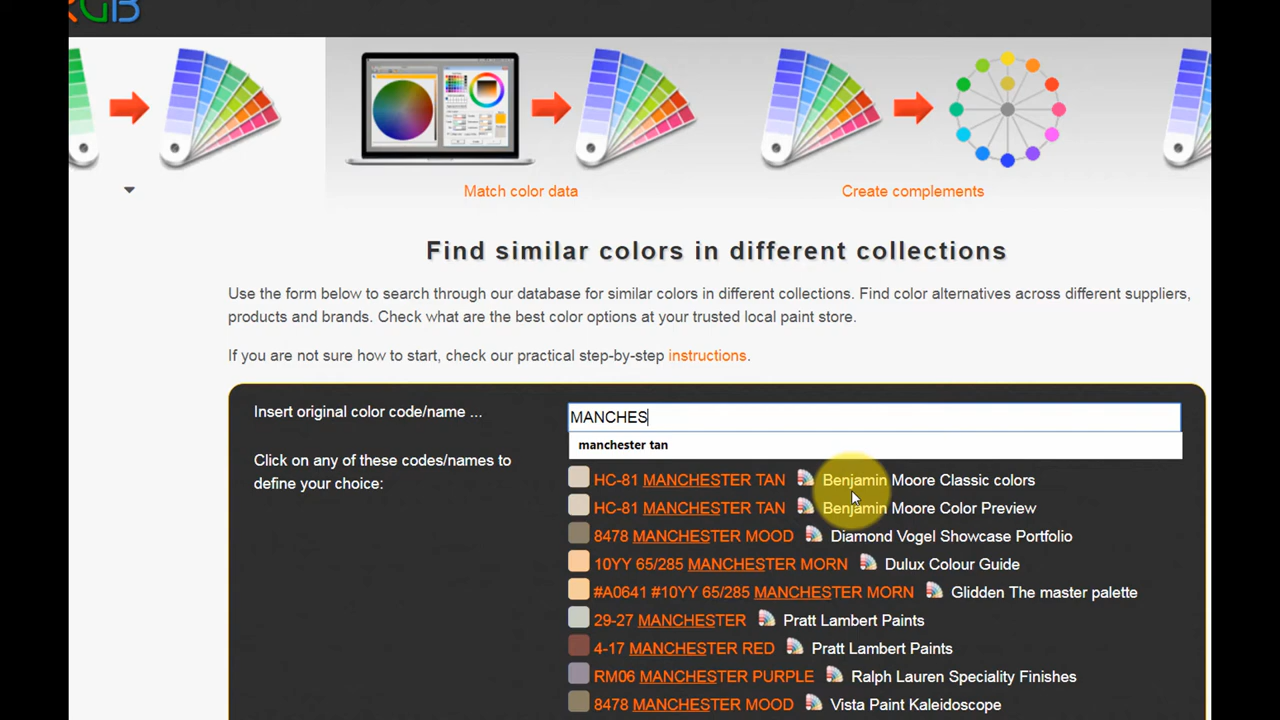 RGB
Match color data
Create complements
Find similar colors in different collections
Use the form below to search through our database for similar colors in different collections. Find color alternatives across different suppliers,
products and brands. Check what are the best color options at your trusted local paint store.
If you are not sure how to start, check our practical step-by-step instructions.
Insert original color code/name ...
MANCHES
manchester tan
Click on any of these codes/names to
define your choice:
HC-81 MANCHESTER TAN Benjamin Moore Classic colors
HC-81 MANCHESTER TAN Benjamin Moore Color Preview
8478 MANCHESTER MOOD Diamond Vogel Showcase Portfolio
10YY 65/285 MANCHESTER MORN Dulux Colour Guide
#A0641 #10YY 65/285 MANCHESTER MORN Glidden The master palette
29-27 MANCHESTER Pratt Lambert Paints
4-17 MANCHESTER RED Pratt Lambert Paints
RM06 MANCHESTER PURPLE Ralph Lauren Speciality Finishes
8478 MANCHESTER MOOD Vista Paint Kaleidoscope